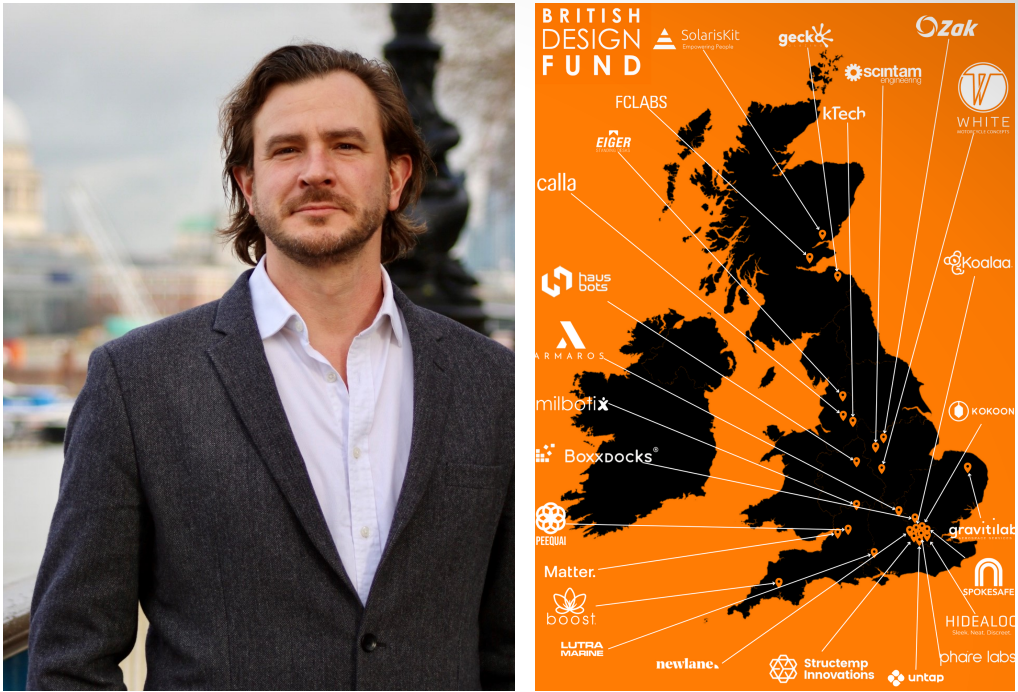 BRITISH
DESIGN
FUND
SolarisKit
Empowering People
gecko
Zak
scintam
engineering
W
WHITE
MOTORCYCLE CONCEPTS
FCLABS
kTech
EIGER
calla
Koalaa
haus
bots
ARMAROS
milbotix
KOKOON
BOXXDOCKS®
gravitilab
PEEQUAI
Matter.
SPOKESAFE
boost
HIDEALOO
Sleek. Neat. Discreet.
LUTRA
MARINE
phare labs
newlane.
Structemp
Innovations
untap